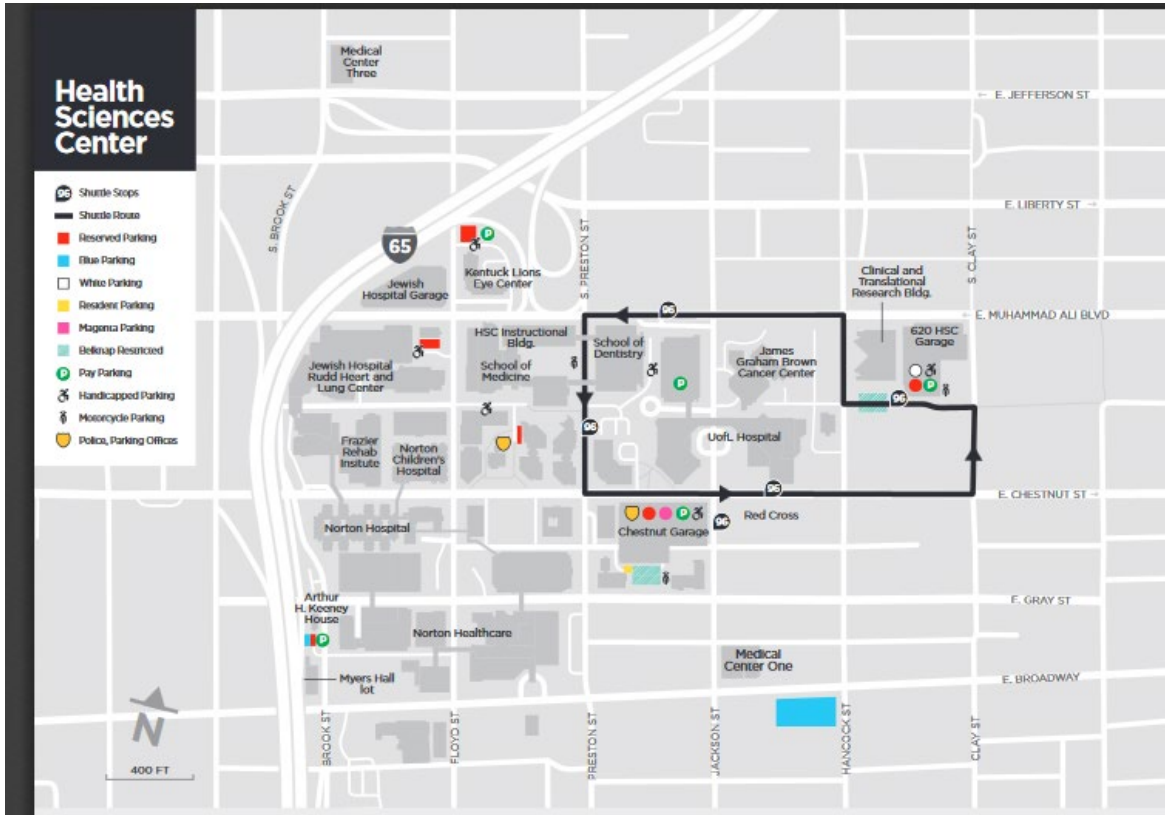 Health
Sciences
Center
96 Shuttle Stops
Shuttle Route
Reserved Parking
Blue Parking
White Parking
Resident Parking
Magenta Parking
Belknap Restricted
P Pay Parking
Handicapped Parking
Motorcycle Parking
Police, Parking Offices
Medical
Center
Three
← E. JEFFERSON ST
S. BROOK ST
S. PRESTON ST
E. LIBERTY ST →
S. CLAY ST
65
P
Kentuck Lions
Eye Center
Jewish
Hospital Garage
Clinical and
Translational
Research Bldg.
96
← E. MUHAMMAD ALI BLVD
HSC Instructional
Bldg.
School of
Dentistry
620 HSC
Garage
School of
Medicine
James
Graham Brown
Cancer Center
Jewish Hospital
Rudd Heart and
Lung Center
P
P
96
96
UofL Hospital
Frazier
Rehab
Insitute
Norton
Children's
Hospital
96
E. CHESTNUT ST →
P
96
Red Cross
Chestnut Garage
Norton Hospital
Arthur
H. Keeney
House
P
E. GRAY ST
Norton Healthcare
Medical
Center One
Myers Hall
lot
E. BROADWAY
N
400 FT
BROOK ST
FLOYD ST
PRESTON ST
JACKSON ST
HANCOCK ST
CLAY ST